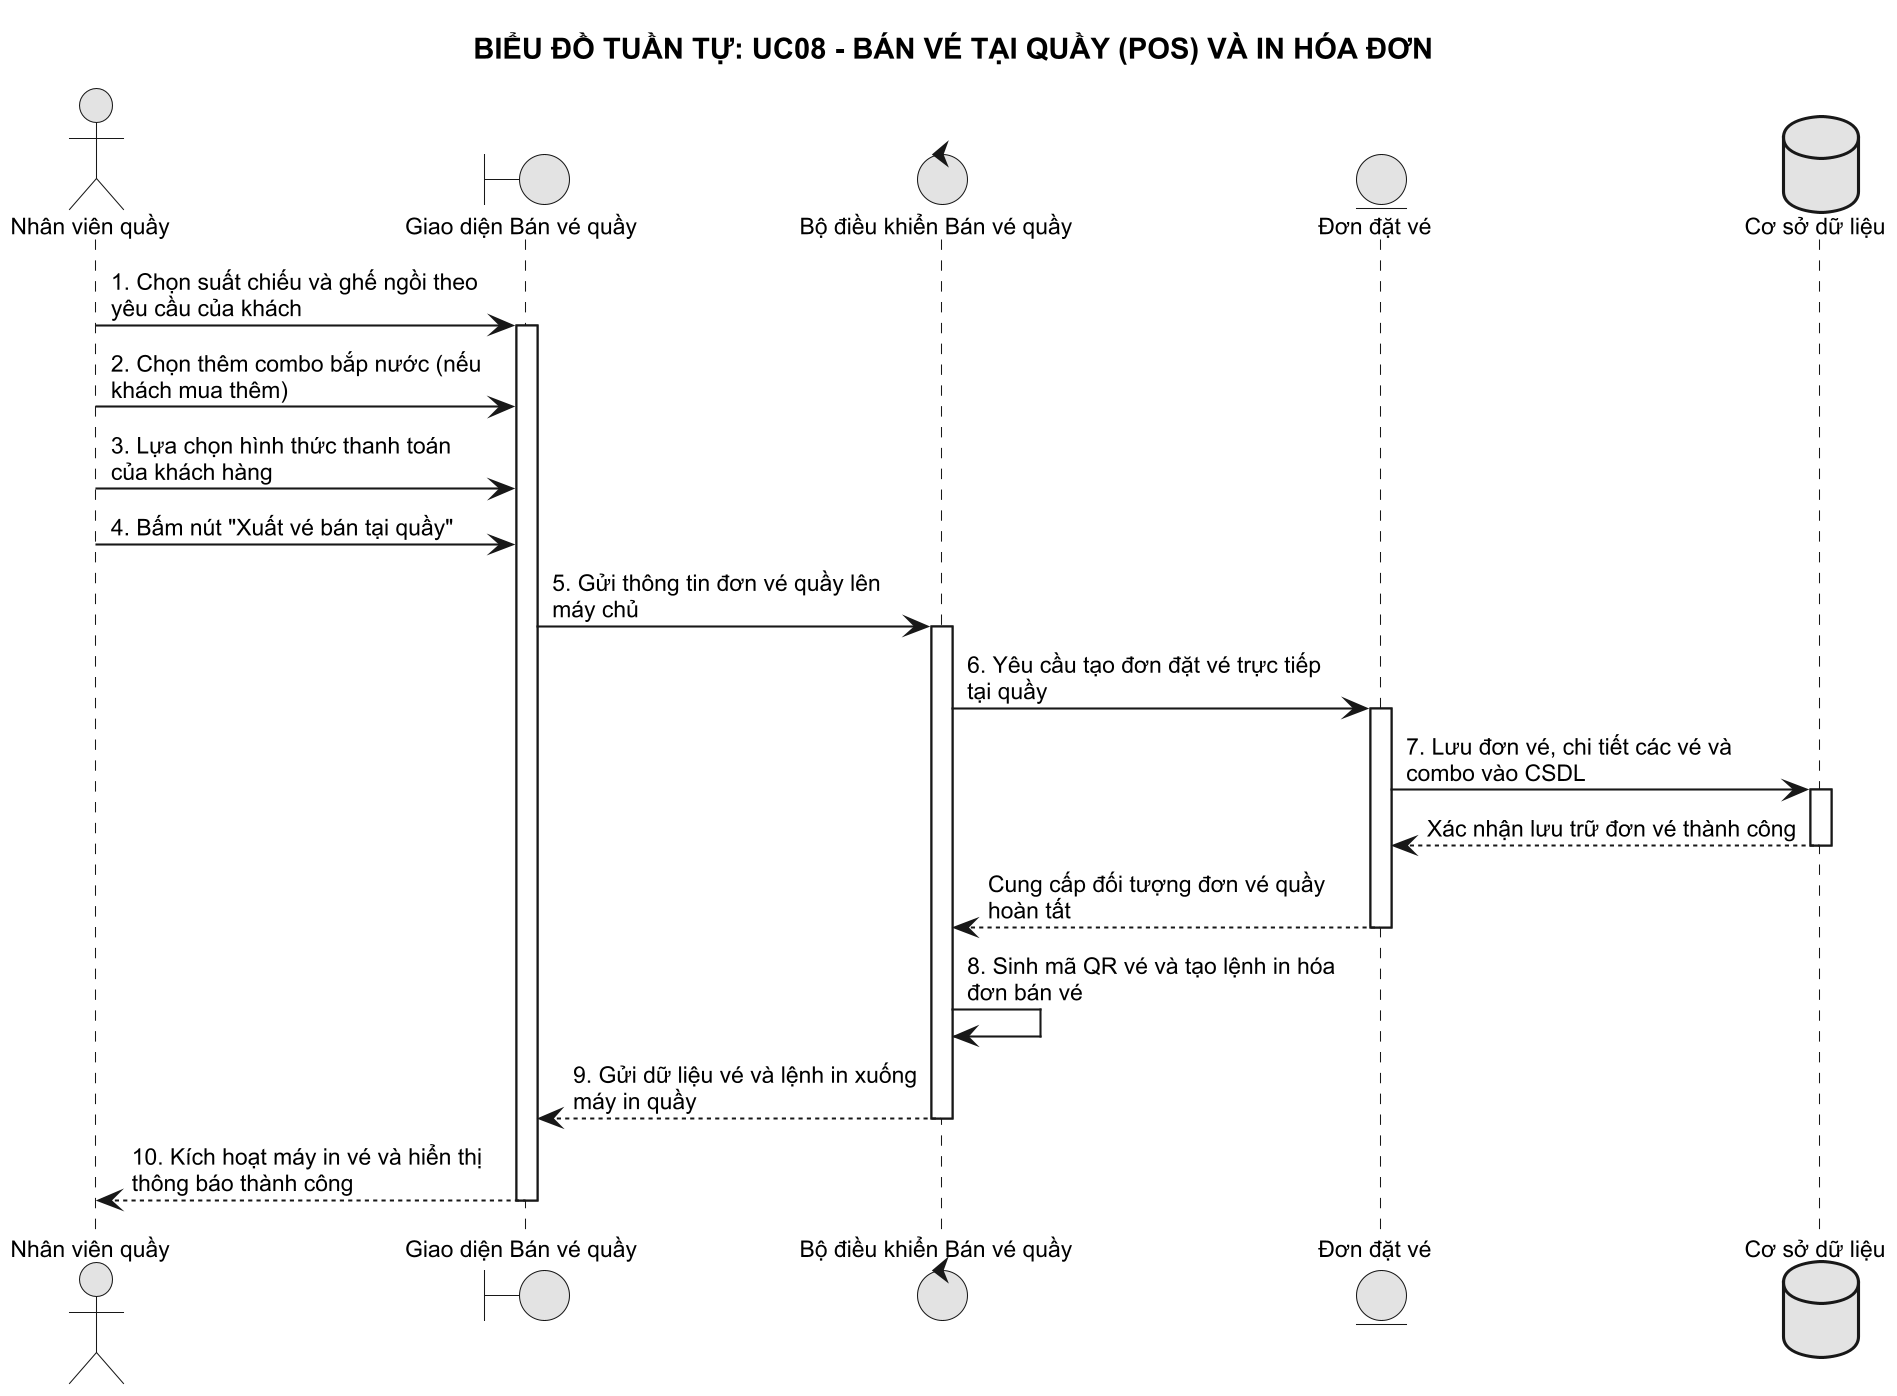 BIỂU ĐỒ TUẦN TỰ: UC08 - BÁN VÉ TẠI QUẦY (POS) VÀ IN HÓA ĐƠN
Nhân viên quầy
Giao diện Bán vé quầy
Bộ điều khiển Bán vé quầy
Đơn đặt vé
Cơ sở dữ liệu
1. Chọn suất chiếu và ghế ngồi theo
yêu cầu của khách
2. Chọn thêm combo bắp nước (nếu
khách mua thêm)
3. Lựa chọn hình thức thanh toán
của khách hàng
4. Bấm nút "Xuất vé bán tại quầy"
5. Gửi thông tin đơn vé quầy lên
máy chủ
6. Yêu cầu tạo đơn đặt vé trực tiếp
tại quầy
7. Lưu đơn vé, chi tiết các vé và
combo vào CSDL
Xác nhận lưu trữ đơn vé thành công
Cung cấp đối tượng đơn vé quầy
hoàn tất
8. Sinh mã QR vé và tạo lệnh in hóa
đơn bán vé
9. Gửi dữ liệu vé và lệnh in xuống
máy in quầy
10. Kích hoạt máy in vé và hiển thị
thông báo thành công
Nhân viên quầy
Giao diện Bán vé quầy
Bộ điều khiển Bán vé quầy
Đơn đặt vé
Cơ sở dữ liệu